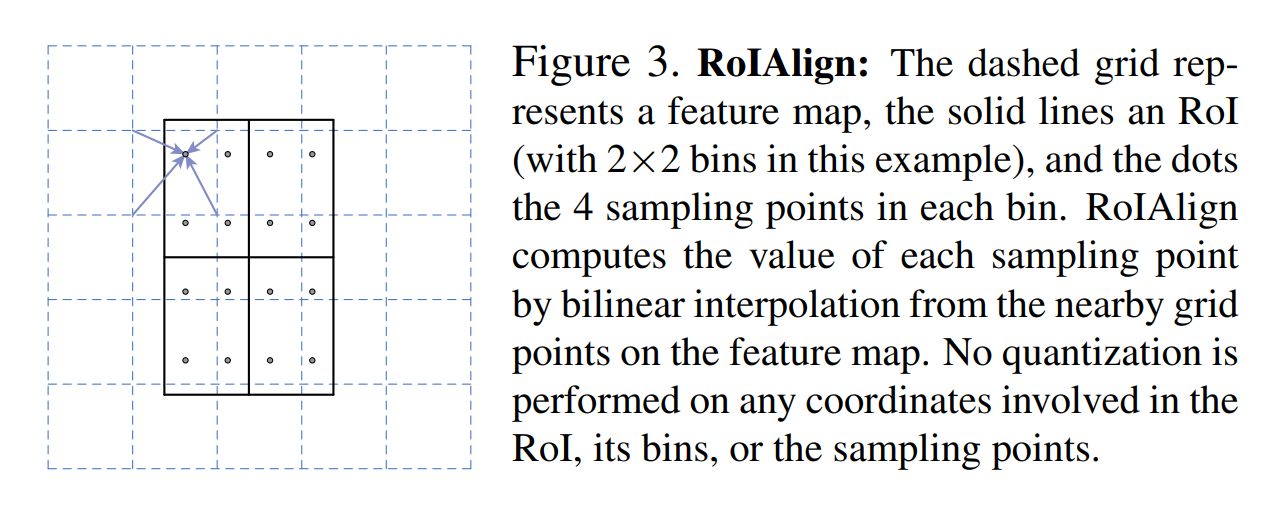 Figure 3. RoIAlign: The dashed grid rep-
resents a feature map, the solid lines an RoI
(with 2×2 bins in this example), and the dots
the 4 sampling points in each bin. RoIAlign
computes the value of each sampling point
by bilinear interpolation from the nearby grid
points on the feature map. No quantization is
performed on any coordinates involved in the
RoI, its bins, or the sampling points.